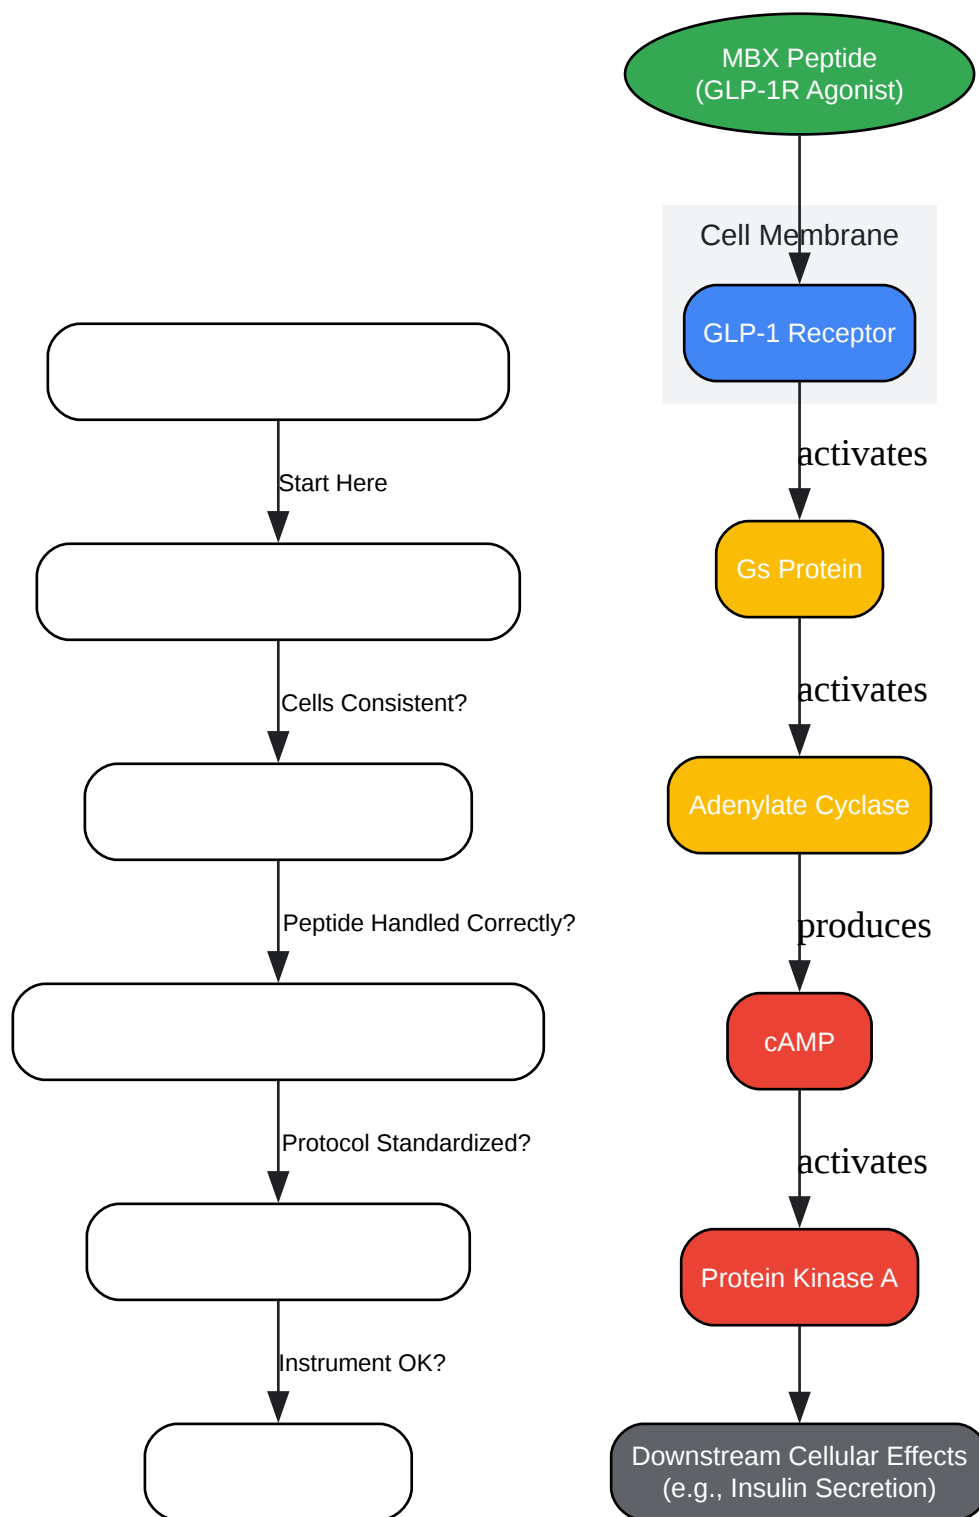 Start Here
Cells Consistent?
Peptide Handled Correctly?
Protocol Standardized?
Instrument OK?
MBX Peptide
(GLP-1R Agonist)
Cell Membrane
GLP-1 Receptor
activates
Gs Protein
activates
Adenylate Cyclase
produces
cAMP
activates
Protein Kinase A
Downstream Cellular Effects
(e.g., Insulin Secretion)